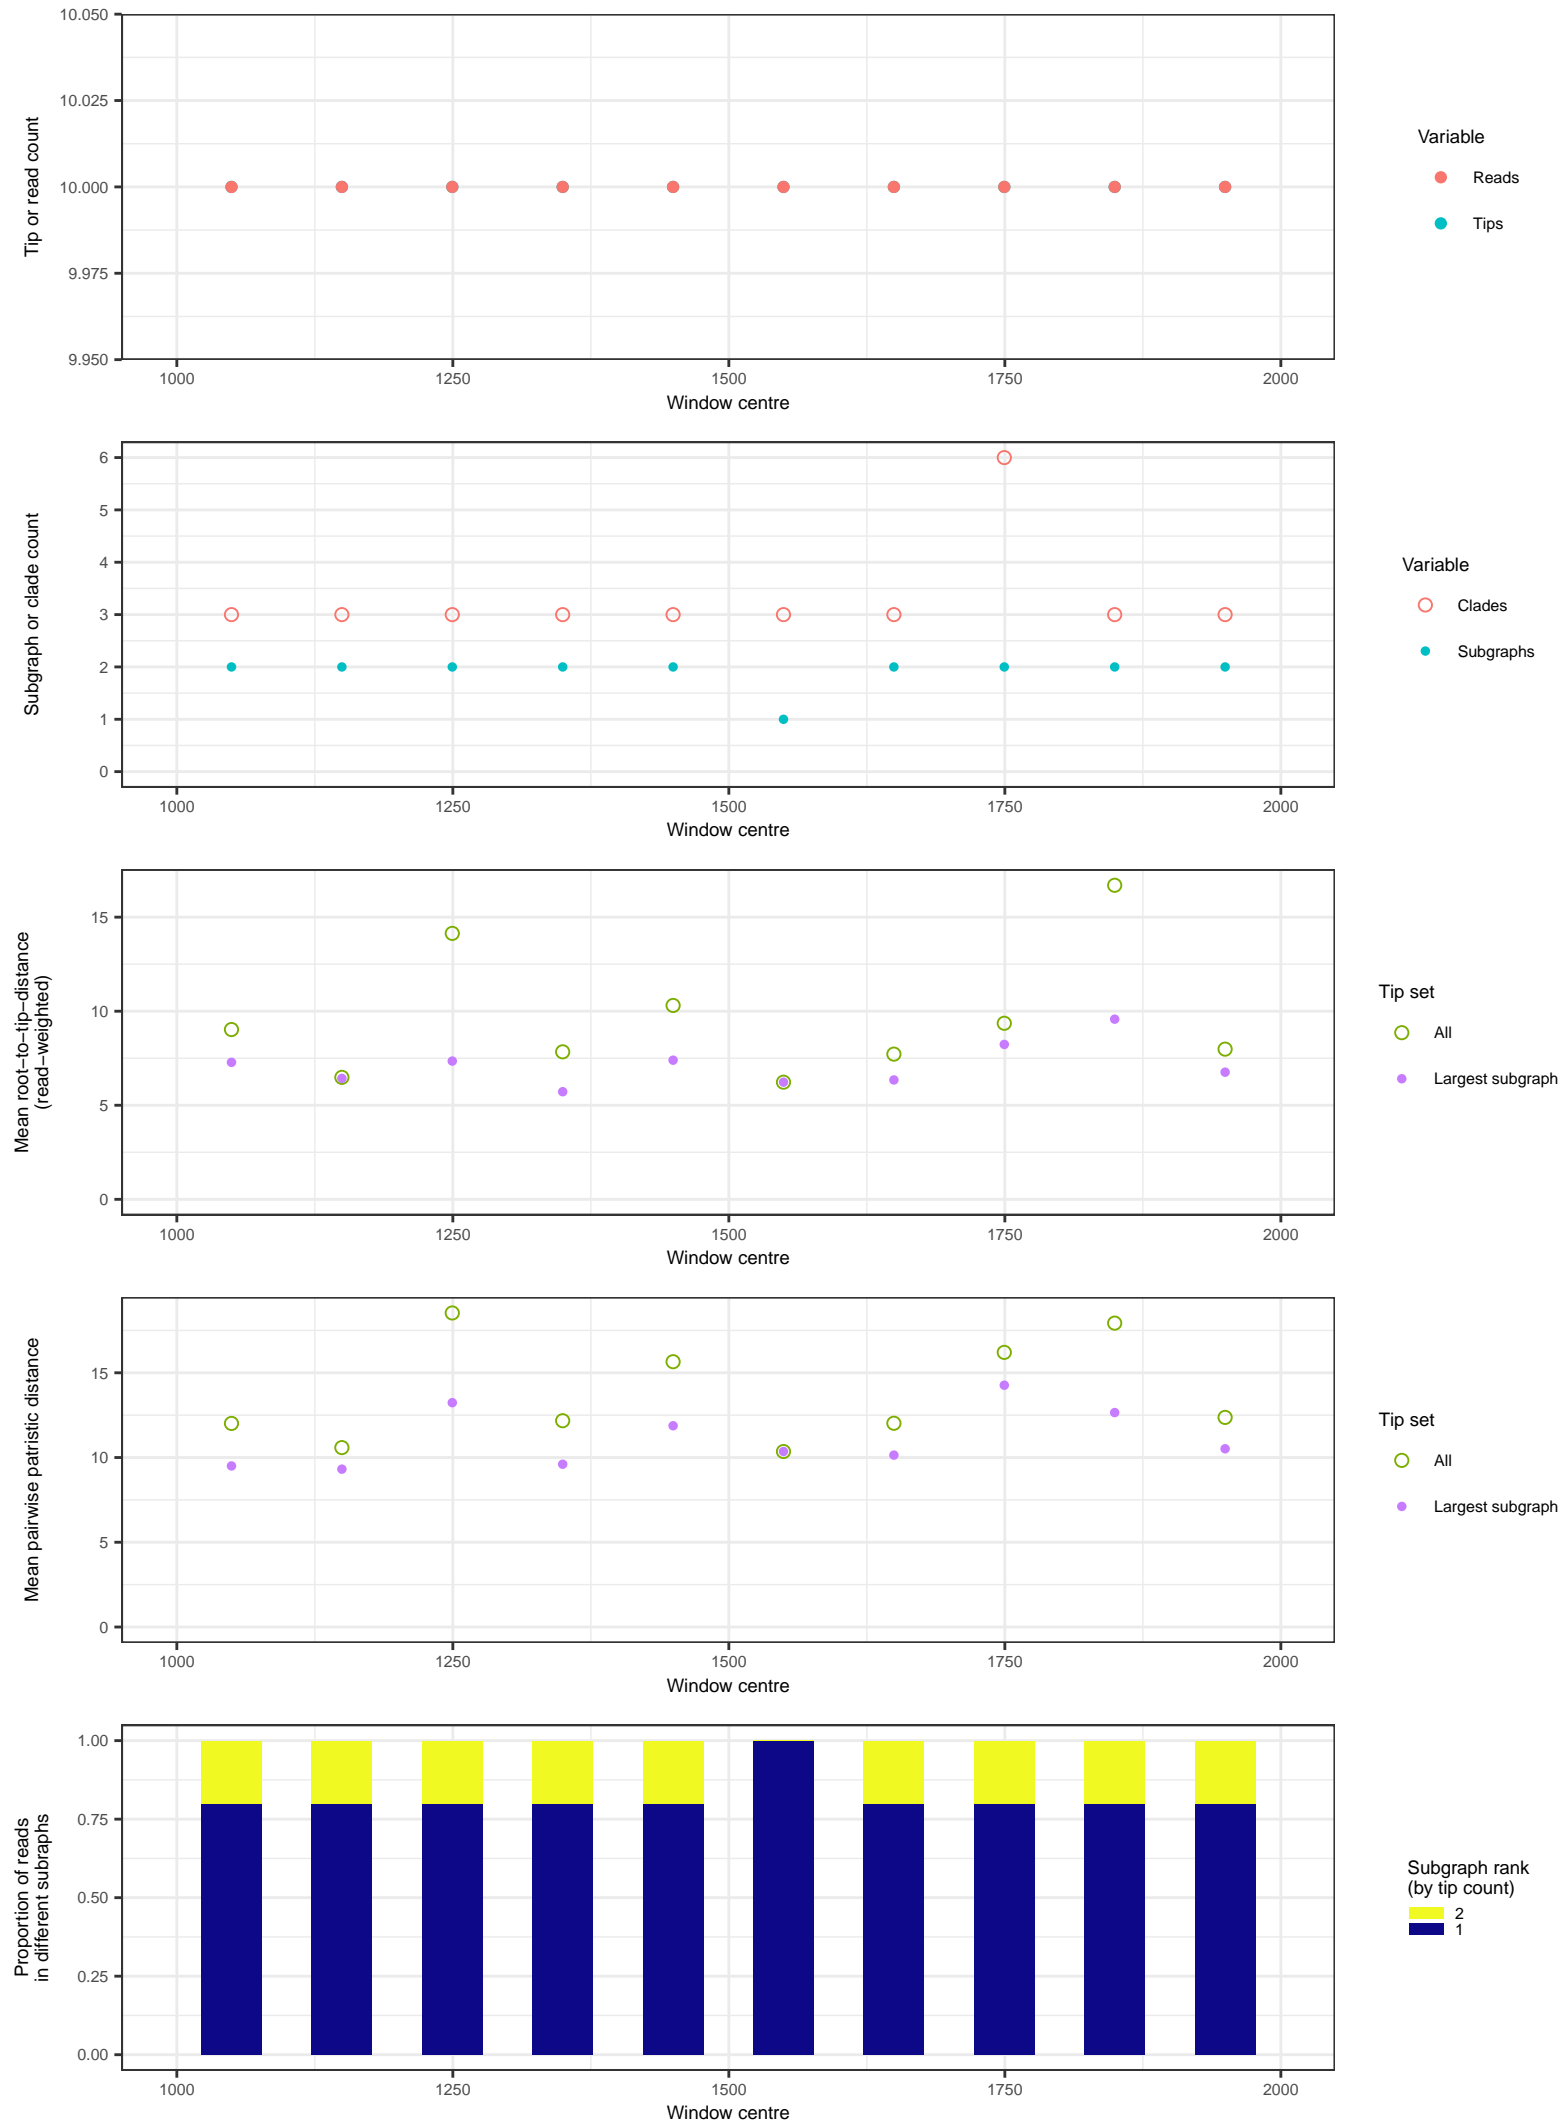 10.050
10.025
10.000
9.975
9.950
Tip or read count
1000 1250 1500 1750 2000
Window centre
Variable
Reads
Tips
6
5
4
3
2
1
0
Subgraph or clade count
1000 1250 1500 1750 2000
Window centre
Variable
Clades
Subgraphs
15
10
5
0
Mean root−to−tip−distance
(read−weighted)
1000 1250 1500 1750 2000
Window centre
Tip set
All
Largest subgraph
15
10
5
0
Mean pairwise patristic distance
1000 1250 1500 1750 2000
Window centre
Tip set
All
Largest subgraph
1.00
0.75
0.50
0.25
0.00
Proportion of reads
in different subraphs
1000 1250 1500 1750 2000
Window centre
Subgraph rank
(by tip count)
2
1